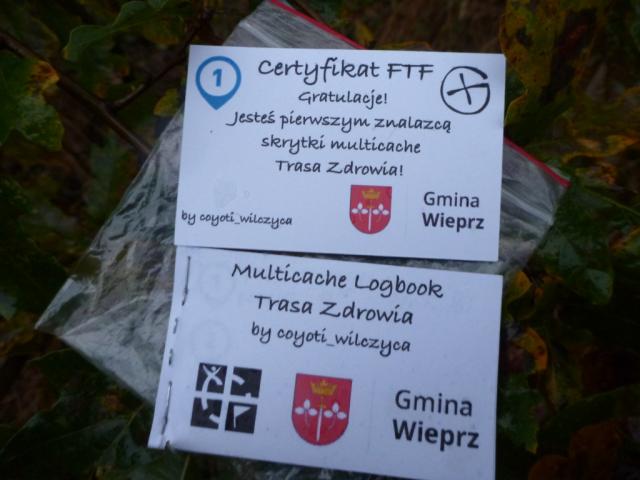 1
Certyfikat FTF
Gratulacje!
Jesteś pierwszym znalazcą
skrytki multicache
Trasa Zdrowia!
by coyoti_wilczyca
Gmina
Wieprz
Multicache Logbook
Trasa Zdrowia
by coyoti_wilczyca
Gmina
Wieprz